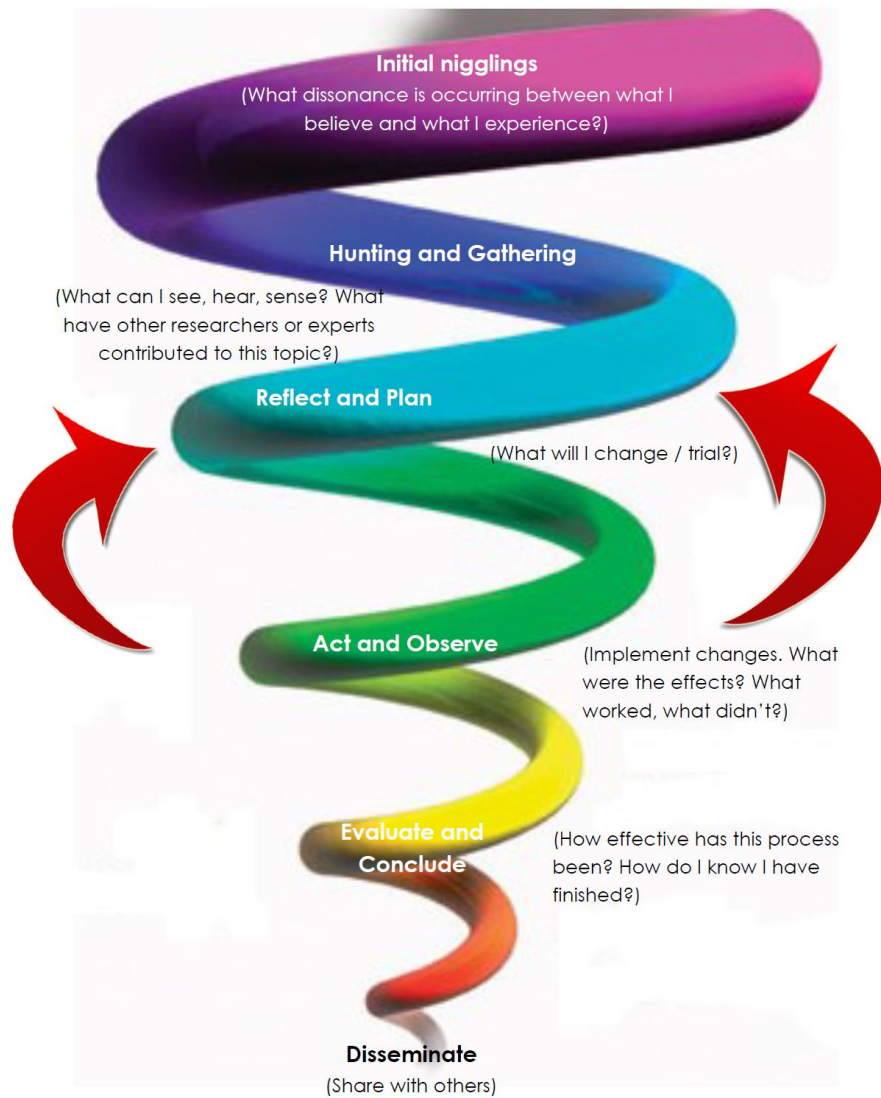 Initial nigglings
(What dissonance is occurring between what I
believe and what I experience?)
Hunting and Gathering
(What can I see, hear, sense? What
have other researchers or experts
contributed to this topic?)
Reflect and Plan
(What will I change / trial?)
Act and Observe
(Implement changes. What
were the effects? What
worked, what didn't?)
Evaluate and
Conclude
(How effective has this process
been? How do I know I have
finished?)
Disseminate
(Share with others)